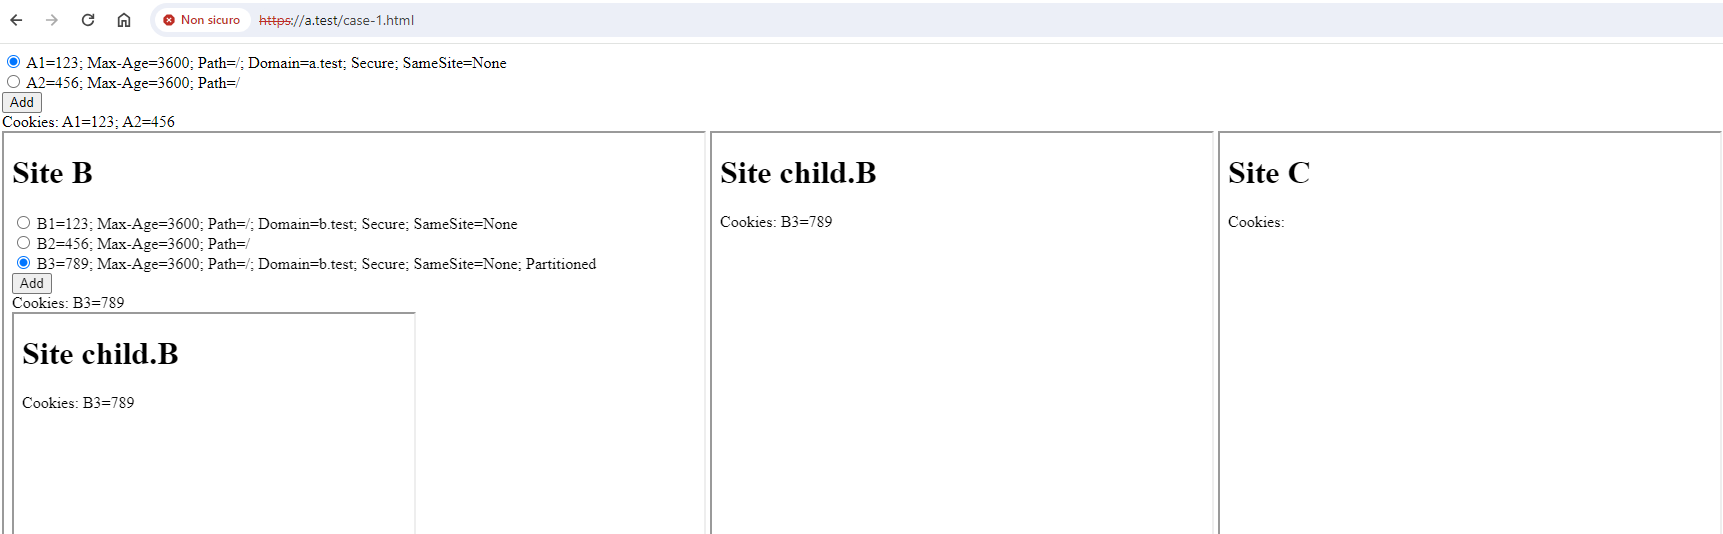 Non sicuro https://a.test/case-1.html
A1=123; Max-Age=3600; Path=/; Domain=a.test; Secure; SameSite=None
A2=456; Max-Age=3600; Path=/
Add
Cookies: A1=123; A2=456
Site B
B1=123; Max-Age=3600; Path=/; Domain=b.test; Secure; SameSite=None
B2=456; Max-Age=3600; Path=/
B3=789; Max-Age=3600; Path=/; Domain=b.test; Secure; SameSite=None; Partitioned
Add
Cookies: B3=789
Site child.B
Cookies: B3=789
Site child.B
Cookies: B3=789
Site C
Cookies: